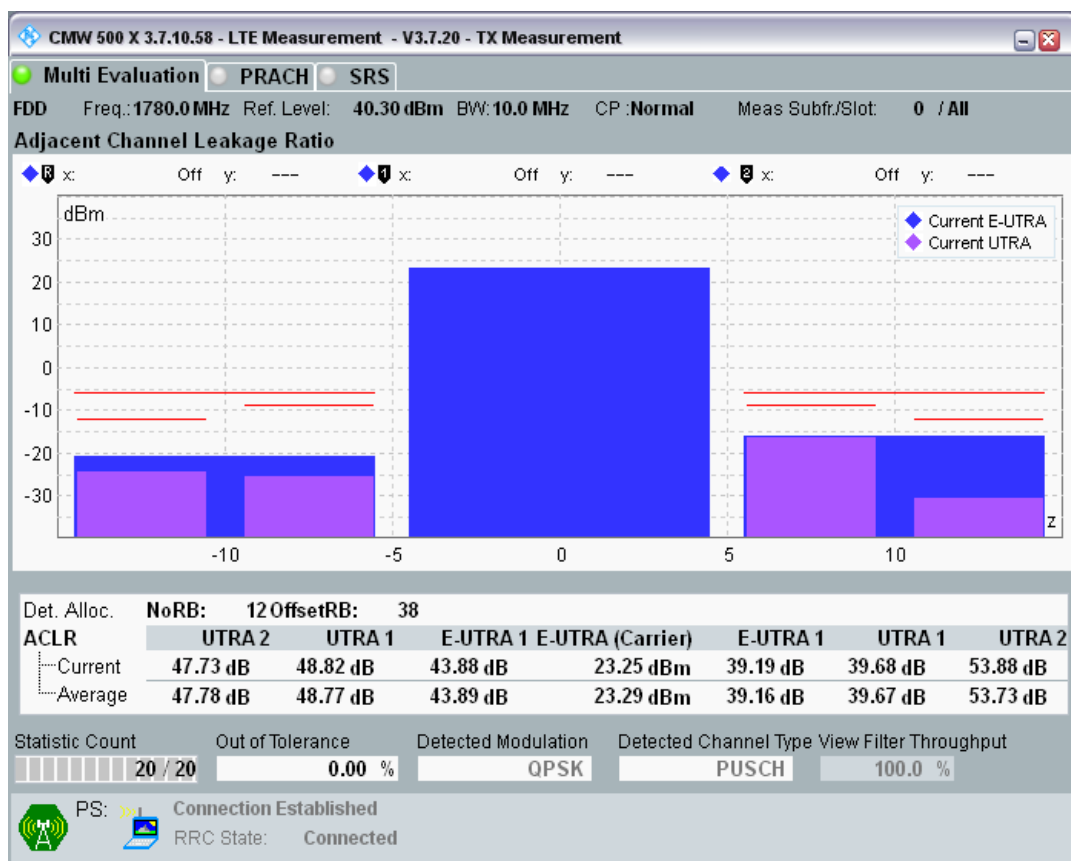 CMW 500 X 3.7.10.58 - LTE Measurement - V3.7.20 - TX Measurement
Multi Evaluation PRACH SRS
FDD Freq.: 1780.0 MHz Ref. Level: 40.30 dBm BW: 10.0 MHz CP :Normal Meas Subfr./Slot: 0 / All
Adjacent Channel Leakage Ratio
R x: Off y: --- 1 x: Off y: --- 2 x: Off y: ---
dBm
Current E-UTRA
Current UTRA
30
20
10
0
-10
-20
-30
z
-10 -5 0 5 10
Det. Alloc. NoRB: 12 OffsetRB: 38
ACLR UTRA 2 UTRA 1 E-UTRA 1 E-UTRA (Carrier) E-UTRA 1 UTRA 1 UTRA 2
Current 47.73 dB 48.82 dB 43.88 dB 23.25 dBm 39.19 dB 39.68 dB 53.88 dB
Average 47.78 dB 48.77 dB 43.89 dB 23.29 dBm 39.16 dB 39.67 dB 53.73 dB
Statistic Count Out of Tolerance Detected Modulation Detected Channel Type View Filter Throughput
20 / 20 0.00 % QPSK PUSCH 100.0 %
PS: Connection Established
RRC State: Connected